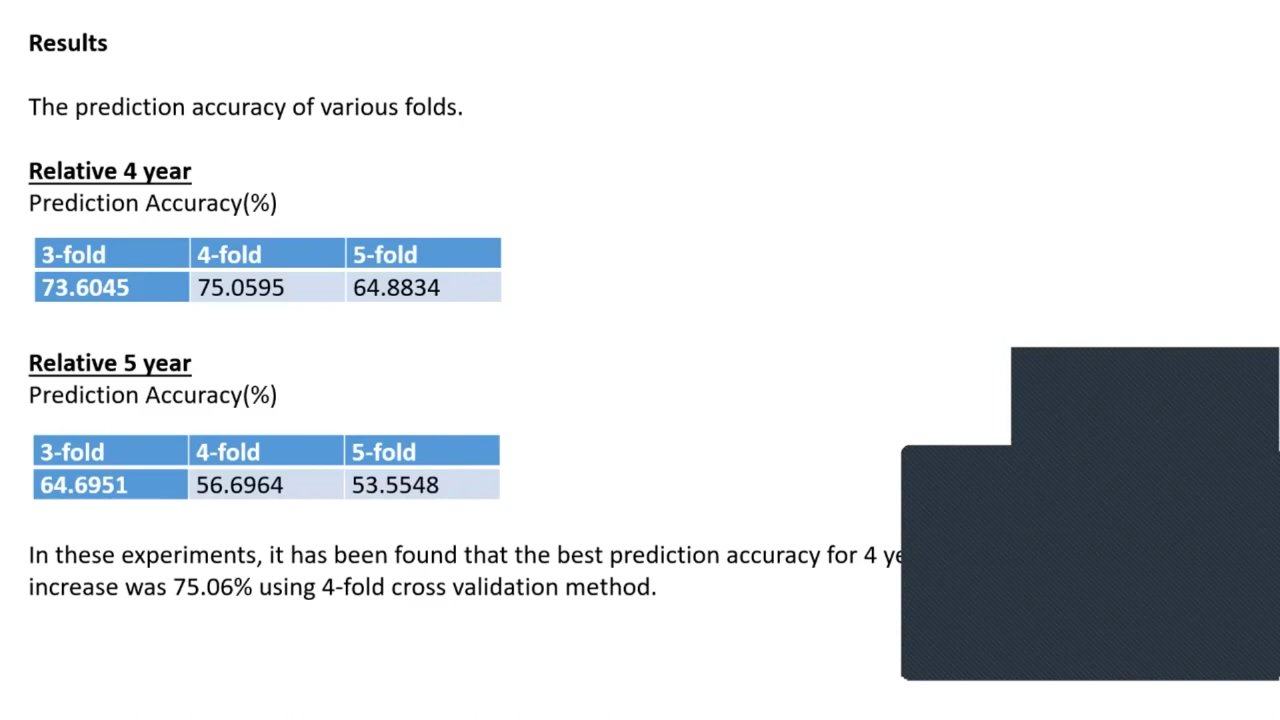 Results
The prediction accuracy of various folds.
Relative 4 year
Prediction Accuracy(%)
3-fold 4-fold 5-fold
73.6045 75.0595 64.8834
Relative 5 year
Prediction Accuracy(%)
3-fold 4-fold 5-fold
64.6951 56.6964 53.5548
In these experiments, it has been found that the best prediction accuracy for 4
increase was 75.06% using 4-fold cross validation method.